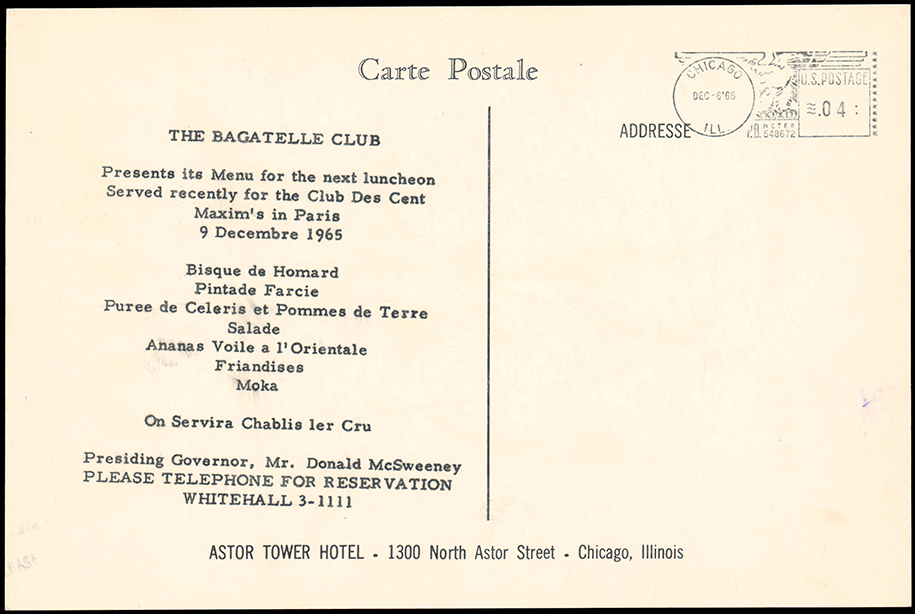 Carte Postale
CHICAGO
DEC-6'65
ILL.
U.S. POSTAGE
.04
P.B. METER
548672
ADDRESSE
THE BAGATELLE CLUB
Presents its Menu for the next luncheon
Served recently for the Club Des Cent
Maxim's in Paris
9 Decembre 1965
Bisque de Homard
Pintade Farcie
Puree de Celeris et Pommes de Terre
Salade
Ananas Voile a l'Orientale
Friandises
Moka
On Servira Chablis 1er Cru
Presiding Governor, Mr. Donald McSweeney
PLEASE TELEPHONE FOR RESERVATION
WHITEHALL 3-1111
ASTOR TOWER HOTEL - 1300 North Astor Street - Chicago, Illinois